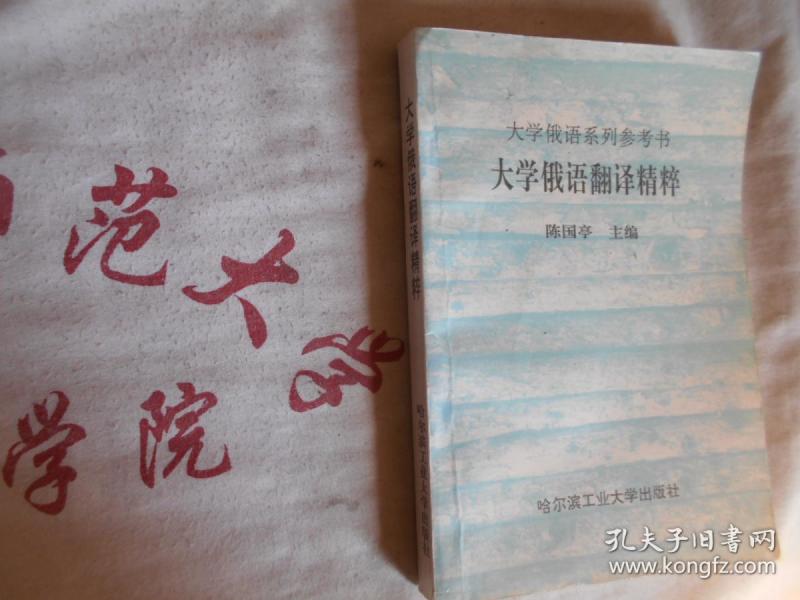 范大学
学院
大学俄语翻译精粹
哈尔滨工业大学出版社
大学俄语系列参考书
大学俄语翻译精粹
陈国亭 主编
哈尔滨工业大学出版社
孔夫子旧书网
www.kongfz.com